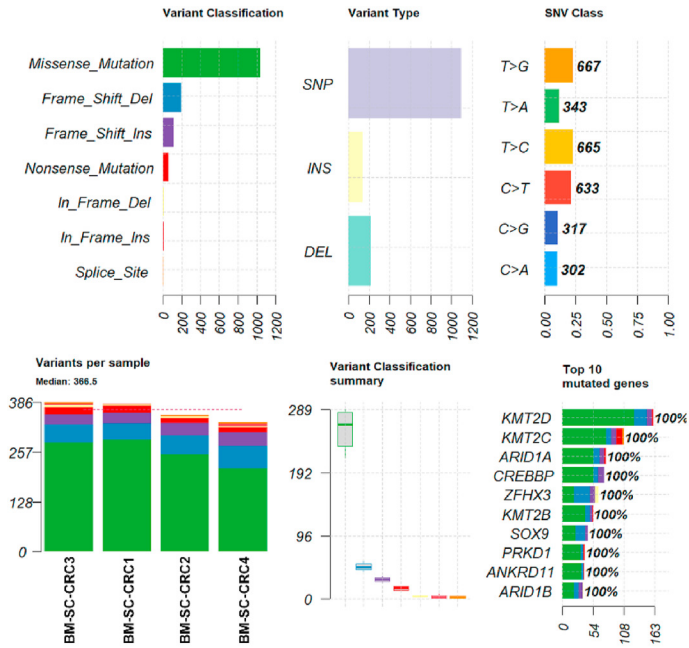 Variant Classification
Missense_Mutation
Frame_Shift_Del
Frame_Shift_Ins
Nonsense_Mutation
In_Frame_Del
In_Frame_Ins
Splice_Site
0
200
400
600
800
1000
1200
Variant Type
SNP
INS
DEL
0
200
400
600
800
1000
1200
SNV Class
T>G 667
T>A 343
T>C 665
C>T 633
C>G 317
C>A 302
0.00
0.25
0.50
0.75
1.00
Variants per sample
Median: 366.5
386
257
128
0
BM-SC-CRC3
BM-SC-CRC1
BM-SC-CRC2
BM-SC-CRC4
Variant Classification
summary
289
192
96
0
Top 10
mutated genes
KMT2D 100%
KMT2C 100%
ARID1A 100%
CREBBP 100%
ZFHX3 100%
KMT2B 100%
SOX9 100%
PRKD1 100%
ANKRD11 100%
ARID1B 100%
0
54
108
163